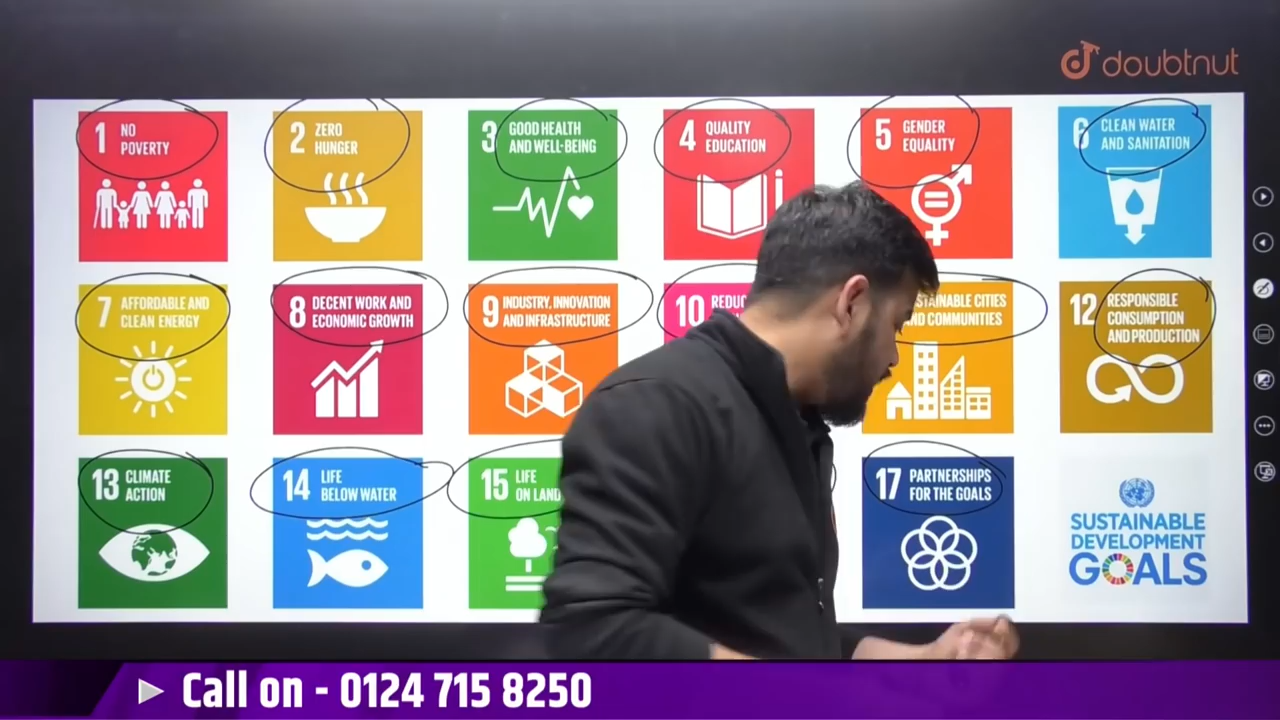 doubtnut
1 NO
POVERTY
2 ZERO
HUNGER
3 GOOD HEALTH
AND WELL-BEING
4 QUALITY
EDUCATION
5 GENDER
EQUALITY
6 CLEAN WATER
AND SANITATION
7 AFFORDABLE AND
CLEAN ENERGY
8 DECENT WORK AND
ECONOMIC GROWTH
9 INDUSTRY, INNOVATION
AND INFRASTRUCTURE
10
CITIES
COMMUNITIES
12 RESPONSIBLE
CONSUMPTION
AND PRODUCTION
13 CLIMATE
ACTION
14 LIFE
BELOW WATER
15 LIFE
ON LAND
17 PARTNERSHIPS
FOR THE GOALS
SUSTAINABLE
DEVELOPMENT
GOALS
Call on - 0124 715 8250